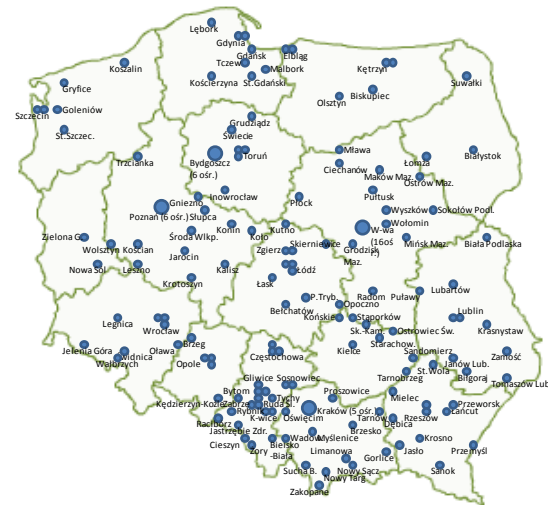 Lębork
Gdynia
Gdańsk
Elbląg
Koszalin
Tczew
Malbork
Kętrzyn
Kościerzyna
St.Gdański
Suwałki
Gryfice
Biskupiec
Olsztyn
Szczecin
Goleniów
Grudziądz
St.Szczec.
Świecie
Mława
Trzcianka
Bydgoszcz
(6 ośr.)
Toruń
Ciechanów
Łomża
Białystok
Maków Maz.
Ostrów Maz.
Inowrocław
Gniezno
Płock
Pułtusk
Poznań (6 ośr.)
Słupca
Wyszków
Sokołów Podl.
Konin
Kutno
Wołomin
Zielona G.
Środa Wlkp.
Koło
W-wa
(16oś
r.)
Wolsztyn
Kościan
Zgierz
Skierniewice
Grodzisk
Maz.
Mińsk Maz.
Biała Podlaska
Jarocin
Nowa Sól
Leszno
Kalisz
Łódź
Krotoszyn
Łask
Lubartów
P.Tryb.
Radom
Puławy
Bełchatów
Opoczno
Legnica
Końskie
Staporków
Lublin
Wrocław
Sk.-Kam.
Ostrowiec Św.
Krasnystaw
Oława
Brzeg
Starachow.
Jelenia Góra
Świdnica
Częstochowa
Kielce
Sandomierz
Zamość
Wałbrzych
Opole
St.Wola
Janów Lub.
Tarnobrzeg
Biłgoraj
Tomaszów Lub
Gliwice
Sosnowiec
Bytom
Proszowice
Mielec
Kędzierzyn-Koźle
Zabrze
Ruda Śl.
Tychy
Przeworsk
Rybnik
K-wice
Oświęcim
Kraków (5 ośr.)
Tarnów
Rzeszów
Łańcut
Racibórz
Dębica
Jastrzębie Zdr.
Brzesko
Cieszyn
Żory
Bielsko
-Biała
Wadow.
Myślenice
Krosno
Limanowa
Gorlice
Jasło
Przemyśl
Sucha B.
Nowy Sącz
Sanok
Nowy Targ
Zakopane